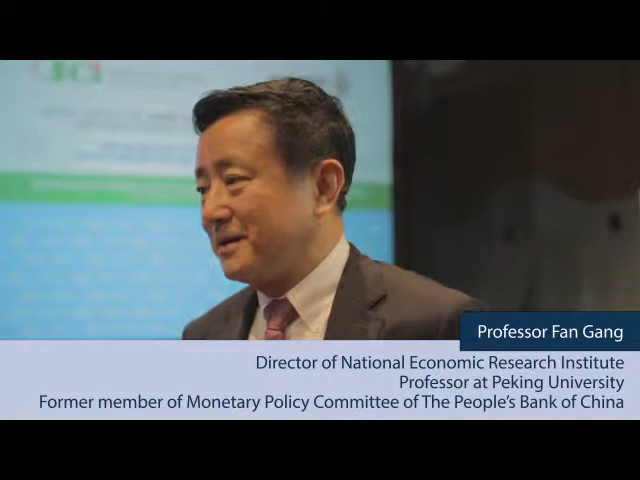 Professor Fan Gang
Director of National Economic Research Institute
Professor at Peking University
Former member of Monetary Policy Committee of The People's Bank of China